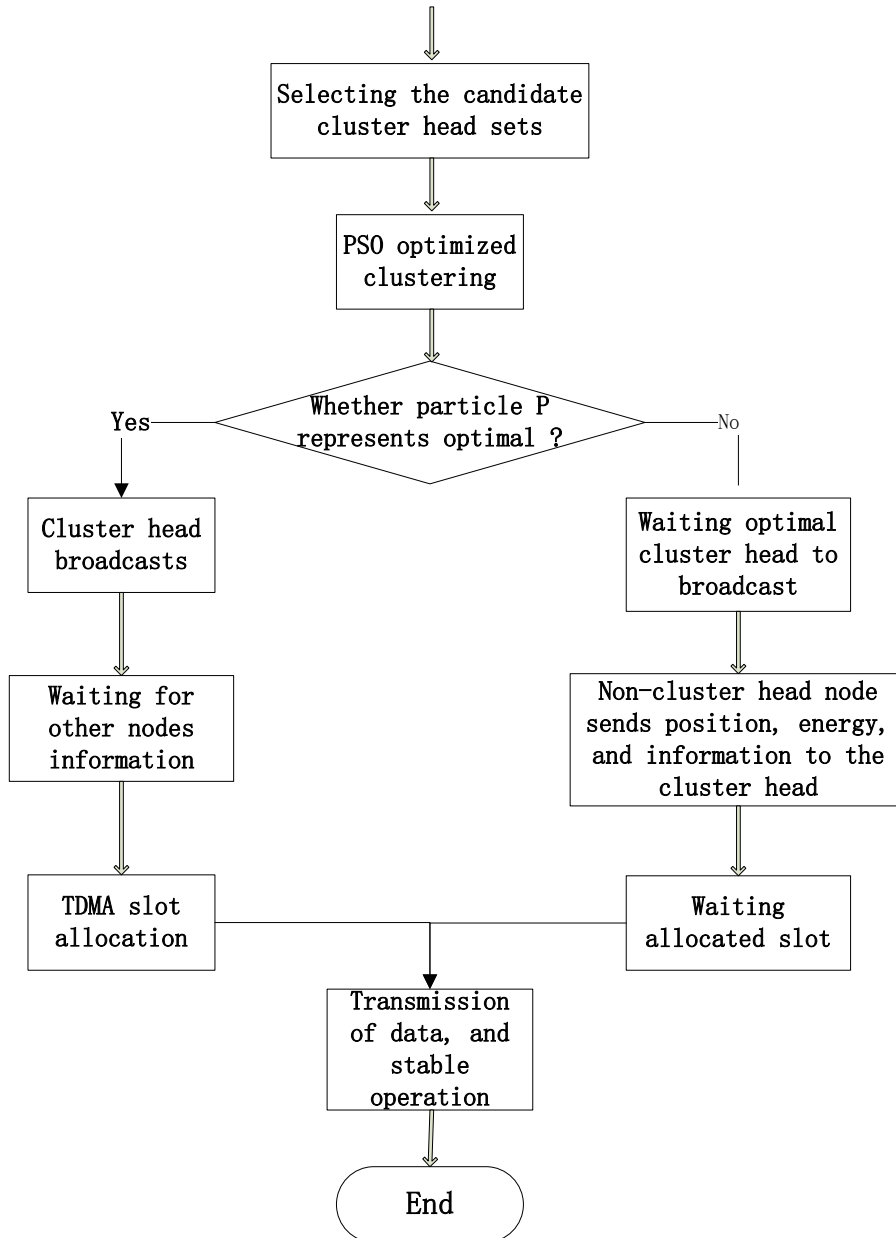 Selecting the candidate
cluster head sets
PSO optimized
clustering
Whether particle P
represents optimal ?
Yes
No
Cluster head
broadcasts
Waiting optimal
cluster head to
broadcast
Waiting for
other nodes
information
Non-cluster head node
sends position, energy,
and information to the
cluster head
TDMA slot
allocation
Waiting
allocated slot
Transmission
of data, and
stable
operation
End